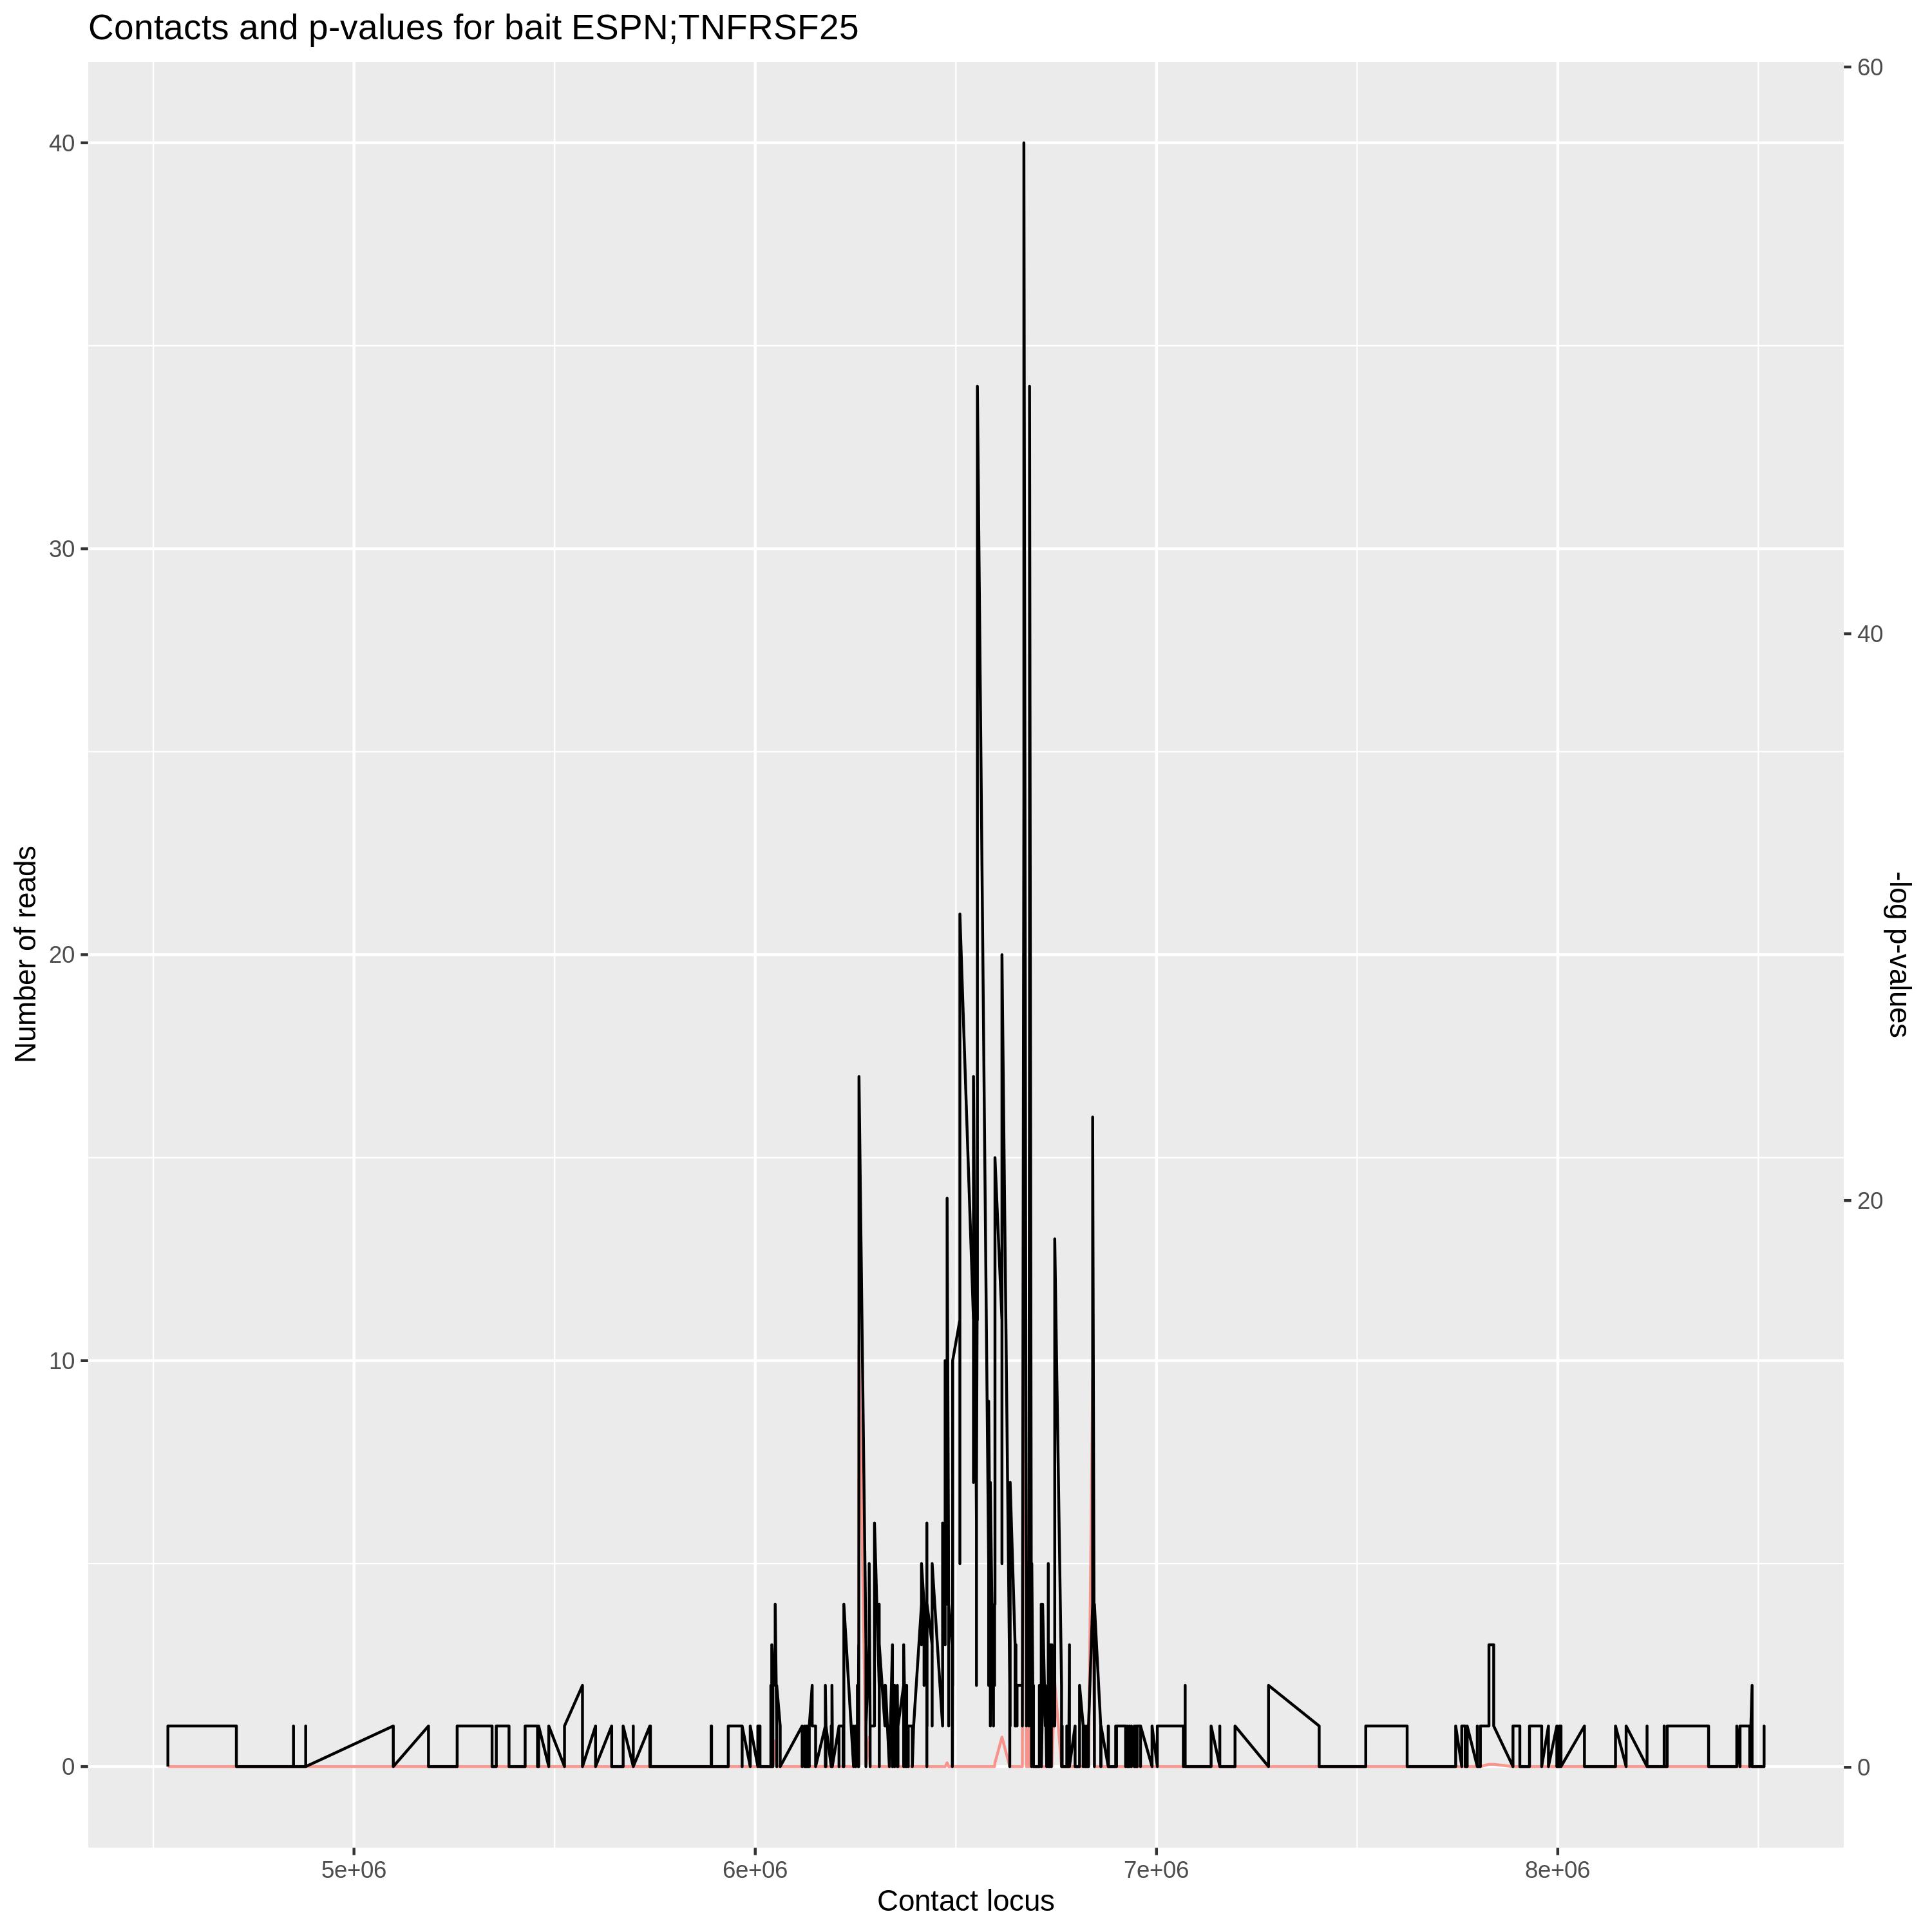 Contacts and p-values for bait ESPN;TNFRSF25
60
40
30
20
10
0
40
20
0
Number of reads
-log p-values
5e+06
6e+06
7e+06
8e+06
Contact locus